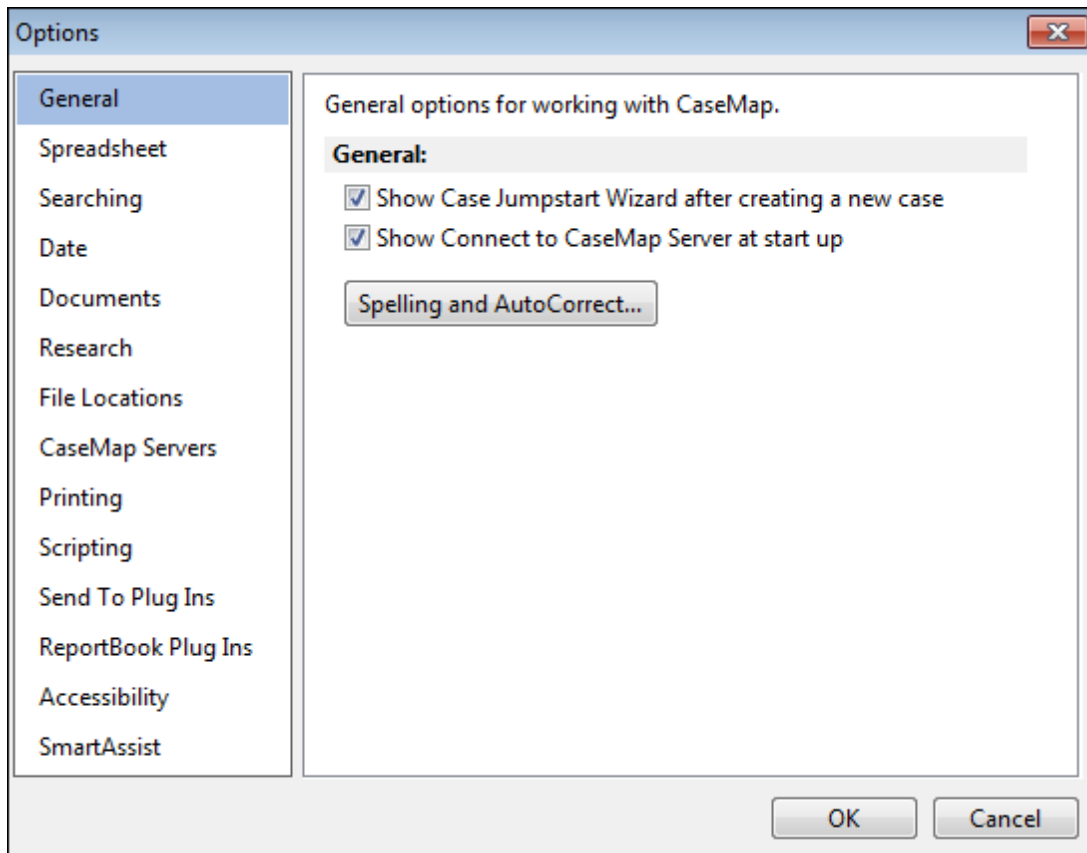 Options
General
Spreadsheet
Searching
Date
Documents
Research
File Locations
CaseMap Servers
Printing
Scripting
Send To Plug Ins
ReportBook Plug Ins
Accessibility
SmartAssist
General options for working with CaseMap.
General:
Show Case Jumpstart Wizard after creating a new case
Show Connect to CaseMap Server at start up
Spelling and AutoCorrect...
OK
Cancel